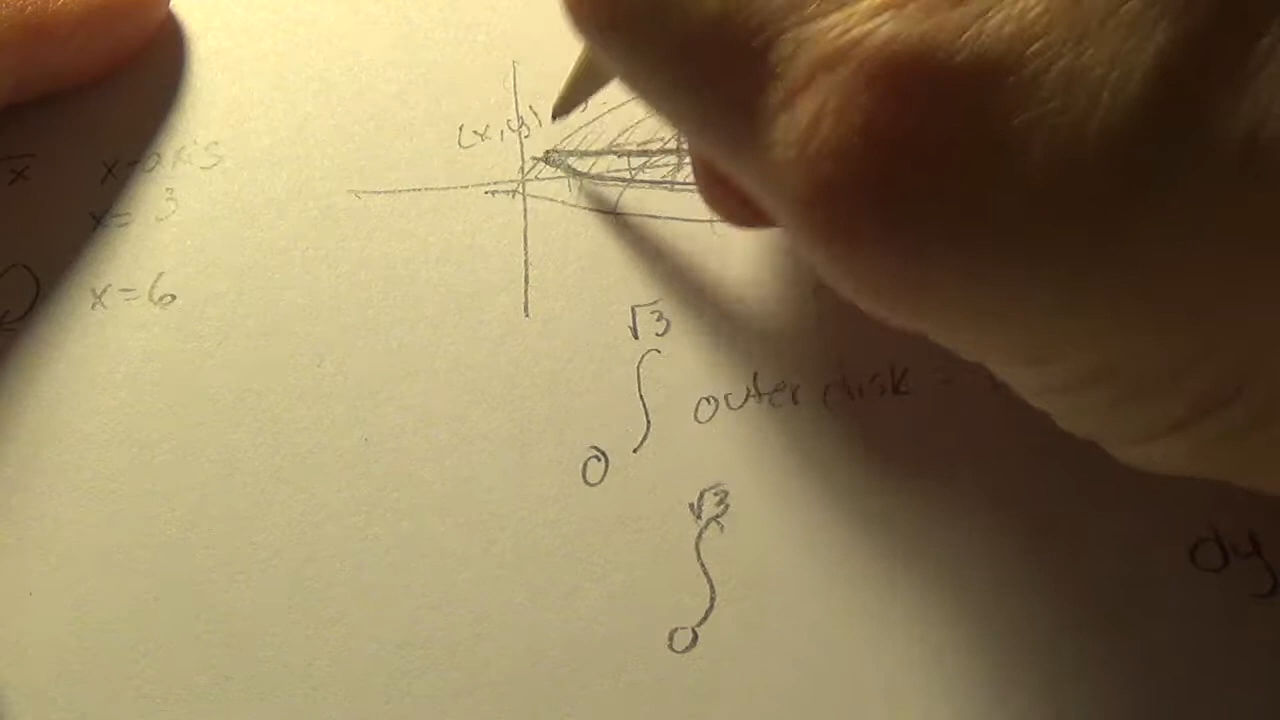 (x,y)
x x-axis
x=3
x=6
√3
∫ outer disk =
0
√3
∫ dy
0